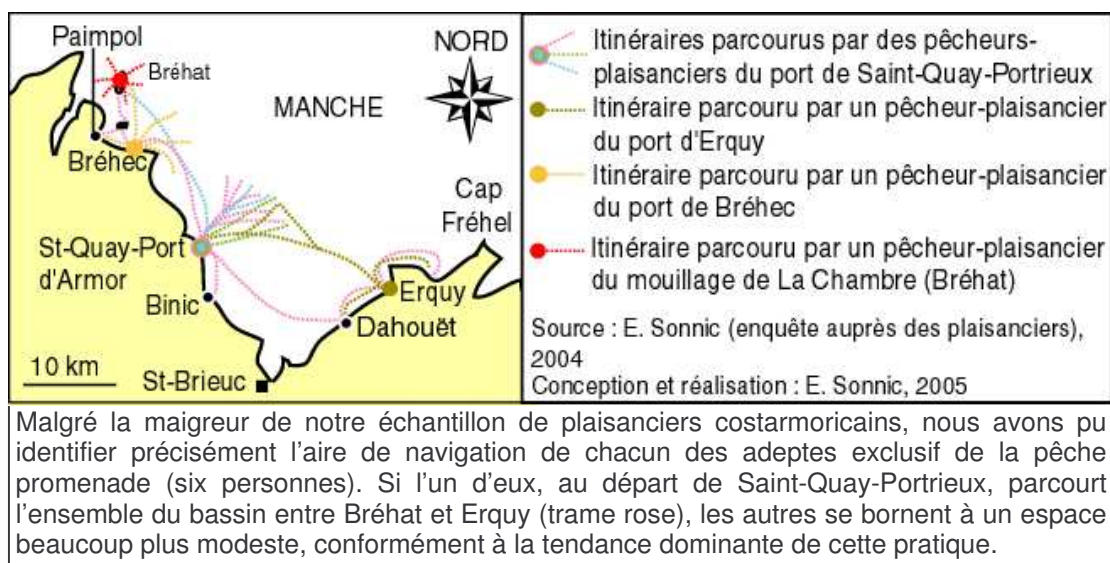 Paimpol
Bréhat
NORD
MANCHE
Bréhec
Cap
Fréhel
St-Quay-Port
d'Armor
Binic
Erquy
Dahouët
10 km
St-Brieuc
Itinéraires parcourus par des pêcheurs-
plaisanciers du port de Saint-Quay-Portrieux
Itinéraire parcouru par un pêcheur-plaisancier
du port d'Erquy
Itinéraire parcouru par un pêcheur-plaisancier
du port de Bréhec
Itinéraire parcouru par un pêcheur-plaisancier
du mouillage de La Chambre (Bréhat)
Source : E. Sonnic (enquête auprès des plaisanciers),
2004
Conception et réalisation : E. Sonnic, 2005
Malgré la maigreur de notre échantillon de plaisanciers costarmoricains, nous avons pu
identifier précisément l'aire de navigation de chacun des adeptes exclusif de la pêche
promenade (six personnes). Si l'un d'eux, au départ de Saint-Quay-Portrieux, parcourt
l'ensemble du bassin entre Bréhat et Erquy (trame rose), les autres se bornent à un espace
beaucoup plus modeste, conformément à la tendance dominante de cette pratique.